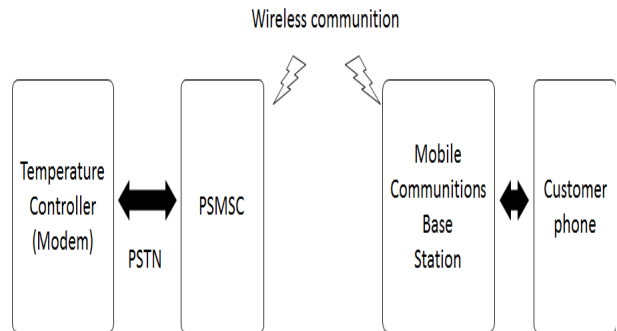 Wireless communition
Temperature
Controller
(Modem)
PSTN
PSMSC
Mobile
Communitions
Base
Station
Customer
phone